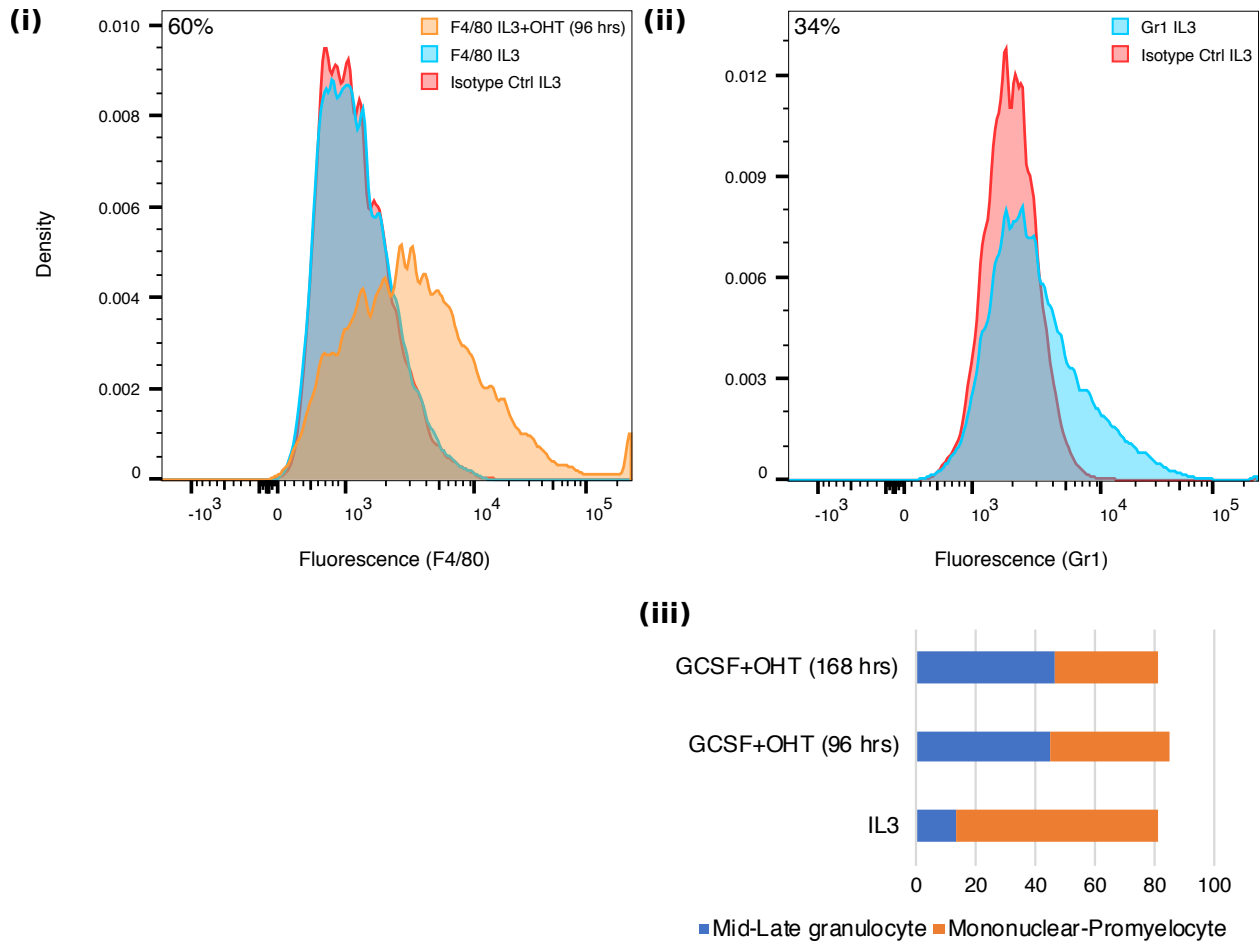 (i)
60%
F4/80 IL3+OHT (96 hrs)
F4/80 IL3
Isotype Ctrl IL3
0.010
0.008
0.006
0.004
0.002
0
Density
-10³ 0 10³ 10⁴ 10⁵
Fluorescence (F4/80)
(ii)
34%
Gr1 IL3
Isotype Ctrl IL3
0.012
0.009
0.006
0.003
0
-10³ 0 10³ 10⁴ 10⁵
Fluorescence (Gr1)
(iii)
GCSF+OHT (168 hrs)
GCSF+OHT (96 hrs)
IL3
0 20 40 60 80 100
Mid-Late granulocyte Mononuclear-Promyelocyte